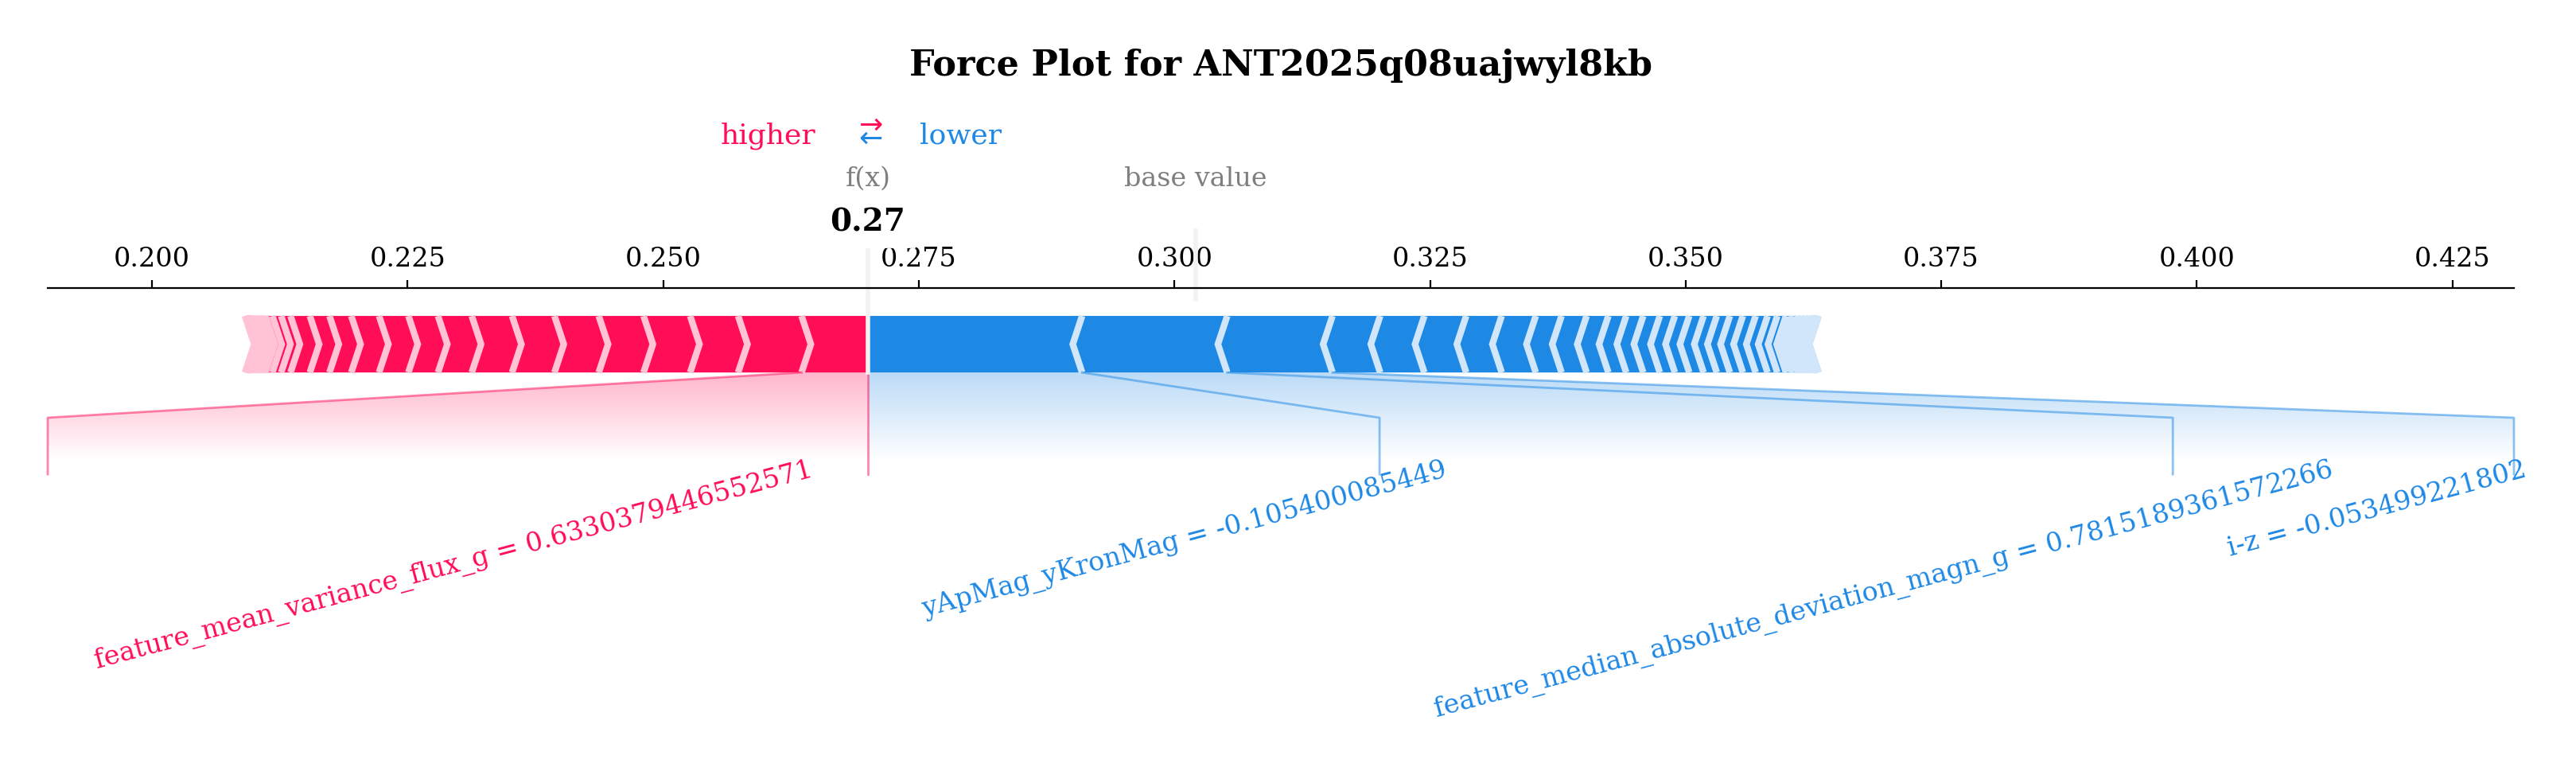 Force Plot for ANT2025q08uajwyl8kb
higher ⇄ lower
f(x) base value
0.27
0.200 0.225 0.250 0.275 0.300 0.325 0.350 0.375 0.400 0.425
feature_mean_variance_flux_g = 0.6330379446552571
yApMag_yKronMag = -0.105400085449
feature_median_absolute_deviation_magn_g = 0.7815189361572266
i-z = -0.053499221802